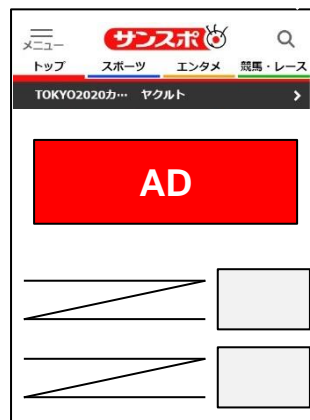 メニュー
サンスポ
トップ スポーツ エンタメ 競馬・レース
TOKYO2020カ… ヤクルト
AD